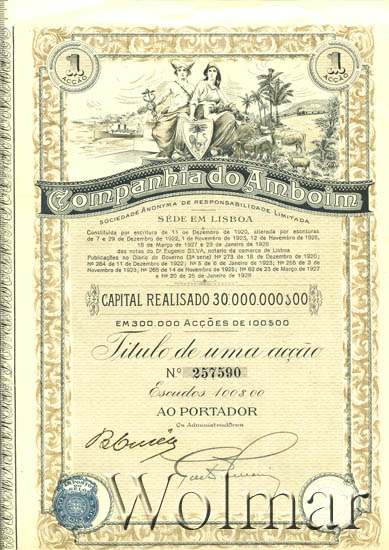 1 1
ACÇÃO ACÇÃO
Companhia do Amboim
SOCIEDADE ANONYMA DE RESPONSABILIDADE LIMITADA
SÉDE EM LISBOA
Constituida por escritura de 11 de Dezembro de 1920, alterada por escrituras
de 7 e 29 de Dezembro de 1922, 1 de Novembro de 1923, 12 de Novembro de 1925,
16 de Março de 1927 e 23 de Janeiro de 1928
das notas do Dr Eugenio SILVA, notario da comarca de Lisboa
Publicações no Diario do Governo (3ª serie) Nº 273 de 18 de Dezembro de 1920;
Nº 284 de 11 de Dezembro de 1922; Nº 5 de 6 de Janeiro de 1923; Nº 255 de 3 de
Novembro de 1923; Nº 265 de 14 de Novembro de 1925; Nº 62 de 23 de Março de 1927
e Nº 20 de 25 de Janeiro de 1928
CAPITAL REALISADO 30.000.000$00
EM 300.000 ACÇÕES DE 100$00
Titulo de uma acção
Nº 257590
Escudos 100$00
AO PORTADOR
Os Administradôres
Wolmar